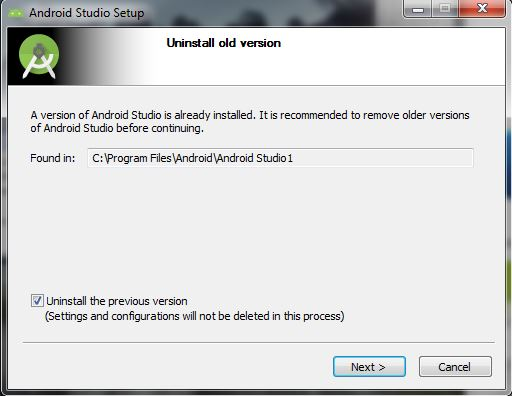 Android Studio Setup
Uninstall old version
A version of Android Studio is already installed. It is recommended to remove older versions
of Android Studio before continuing.
Found in: C:\Program Files\Android\Android Studio1
Uninstall the previous version
(Settings and configurations will not be deleted in this process)
Next > Cancel